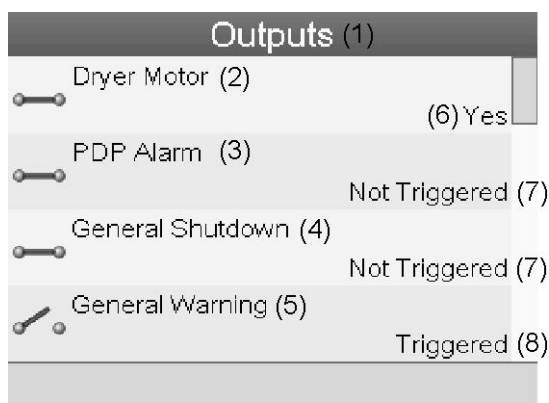 Outputs (1)
Dryer Motor (2)
(6) Yes
PDP Alarm (3)
Not Triggered (7)
General Shutdown (4)
Not Triggered (7)
General Warning (5)
Triggered (8)